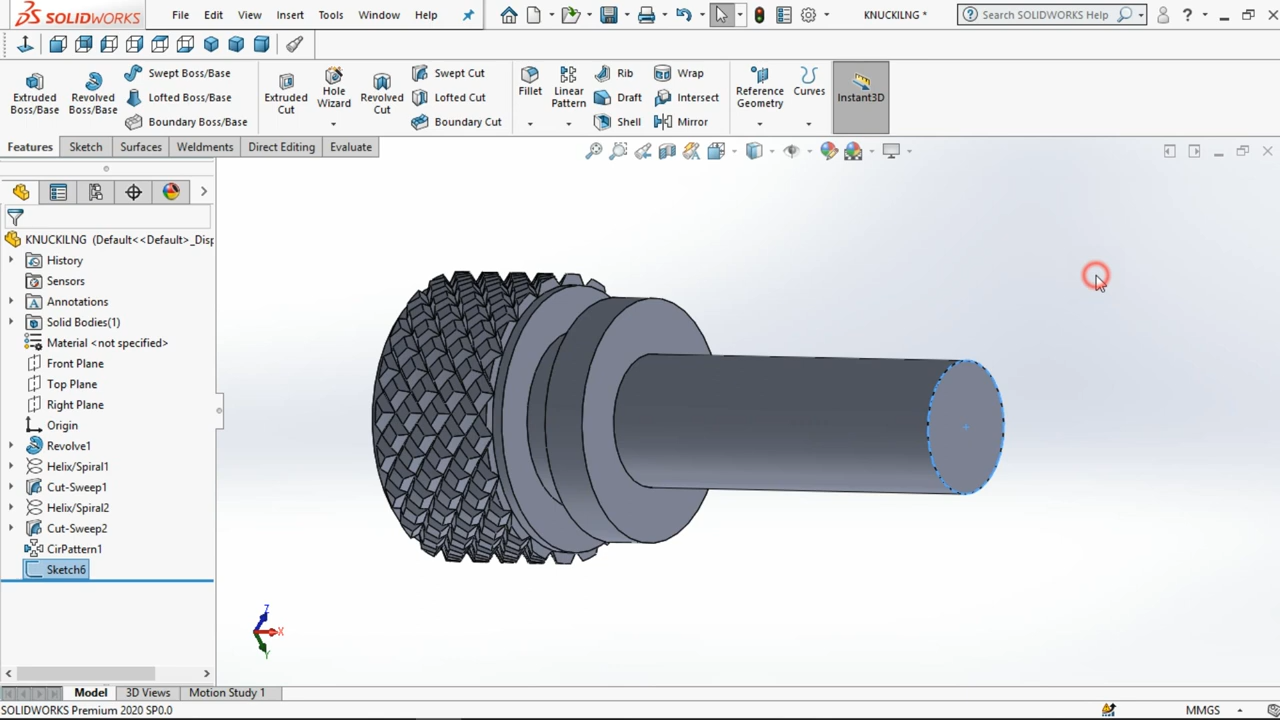 SOLIDWORKS File Edit View Insert Tools Window Help KNUCKILNG * Search SOLIDWORKS Help ?
Extruded Boss/Base
Revolved Boss/Base
Swept Boss/Base
Lofted Boss/Base
Boundary Boss/Base
Extruded Cut
Hole Wizard
Revolved Cut
Swept Cut
Lofted Cut
Boundary Cut
Fillet
Linear Pattern
Rib
Draft
Shell
Wrap
Intersect
Mirror
Reference Geometry
Curves
Instant3D
Features Sketch Surfaces Weldments Direct Editing Evaluate
KNUCKILNG (Default<<Default>_Disp
History
Sensors
Annotations
Solid Bodies(1)
Material <not specified>
Front Plane
Top Plane
Right Plane
Origin
Revolve1
Helix/Spiral1
Cut-Sweep1
Helix/Spiral2
Cut-Sweep2
CirPattern1
Sketch6
Z
X
Y
Model 3D Views Motion Study 1
SOLIDWORKS Premium 2020 SP0.0 MMGS